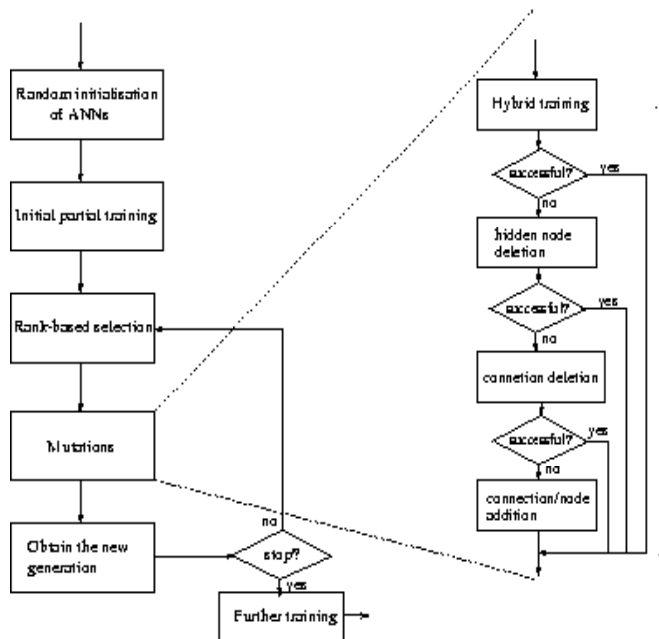 Random initialisation
of ANNs
Initial partial training
Rank-based selection
Mutations
Obtain the new
generation
no
stop?
yes
Further training
Hybrid training
successful?
yes
no
hidden node
deletion
successful?
yes
no
connetion deletion
successful?
yes
no
connection/node
addition